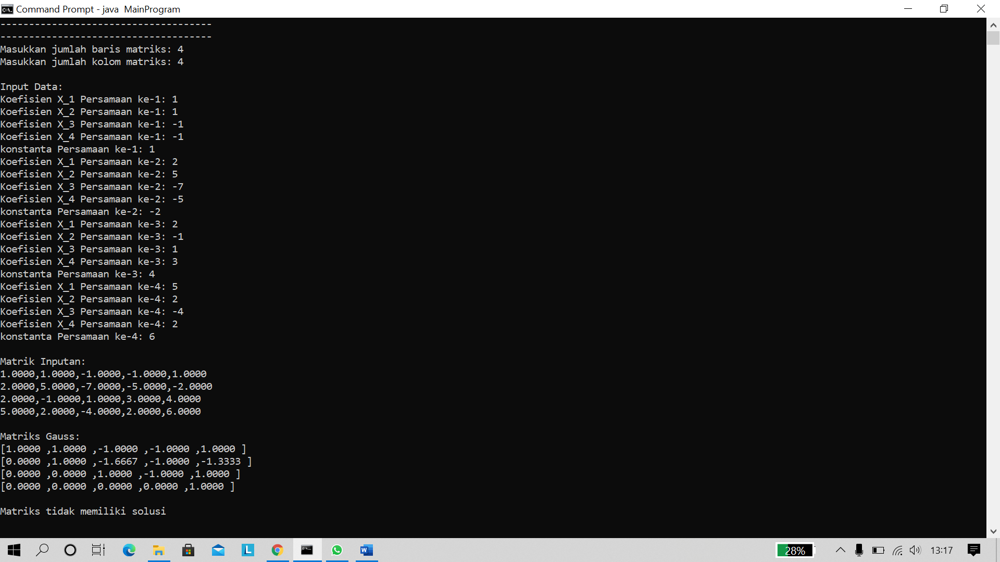 Command Prompt - java  MainProgram
-------------------------------------
-------------------------------------
Masukkan jumlah baris matriks: 4
Masukkan jumlah kolom matriks: 4
Input Data:
Koefisien X_1 Persamaan ke-1: 1
Koefisien X_2 Persamaan ke-1: 1
Koefisien X_3 Persamaan ke-1: -1
Koefisien X_4 Persamaan ke-1: -1
konstanta Persamaan ke-1: 1
Koefisien X_1 Persamaan ke-2: 2
Koefisien X_2 Persamaan ke-2: 5
Koefisien X_3 Persamaan ke-2: -7
Koefisien X_4 Persamaan ke-2: -5
konstanta Persamaan ke-2: -2
Koefisien X_1 Persamaan ke-3: 2
Koefisien X_2 Persamaan ke-3: -1
Koefisien X_3 Persamaan ke-3: 1
Koefisien X_4 Persamaan ke-3: 3
konstanta Persamaan ke-3: 4
Koefisien X_1 Persamaan ke-4: 5
Koefisien X_2 Persamaan ke-4: 2
Koefisien X_3 Persamaan ke-4: -4
Koefisien X_4 Persamaan ke-4: 2
konstanta Persamaan ke-4: 6
Matrik Inputan:
1.0000,1.0000,-1.0000,-1.0000,1.0000
2.0000,5.0000,-7.0000,-5.0000,-2.0000
2.0000,-1.0000,1.0000,3.0000,4.0000
5.0000,2.0000,-4.0000,2.0000,6.0000
Matriks Gauss:
[1.0000 ,1.0000 ,-1.0000 ,-1.0000 ,1.0000 ]
[0.0000 ,1.0000 ,-1.6667 ,-1.0000 ,-1.3333 ]
[0.0000 ,0.0000 ,1.0000 ,-1.0000 ,1.0000 ]
[0.0000 ,0.0000 ,0.0000 ,0.0000 ,1.0000 ]
Matriks tidak memiliki solusi
28% 13:17